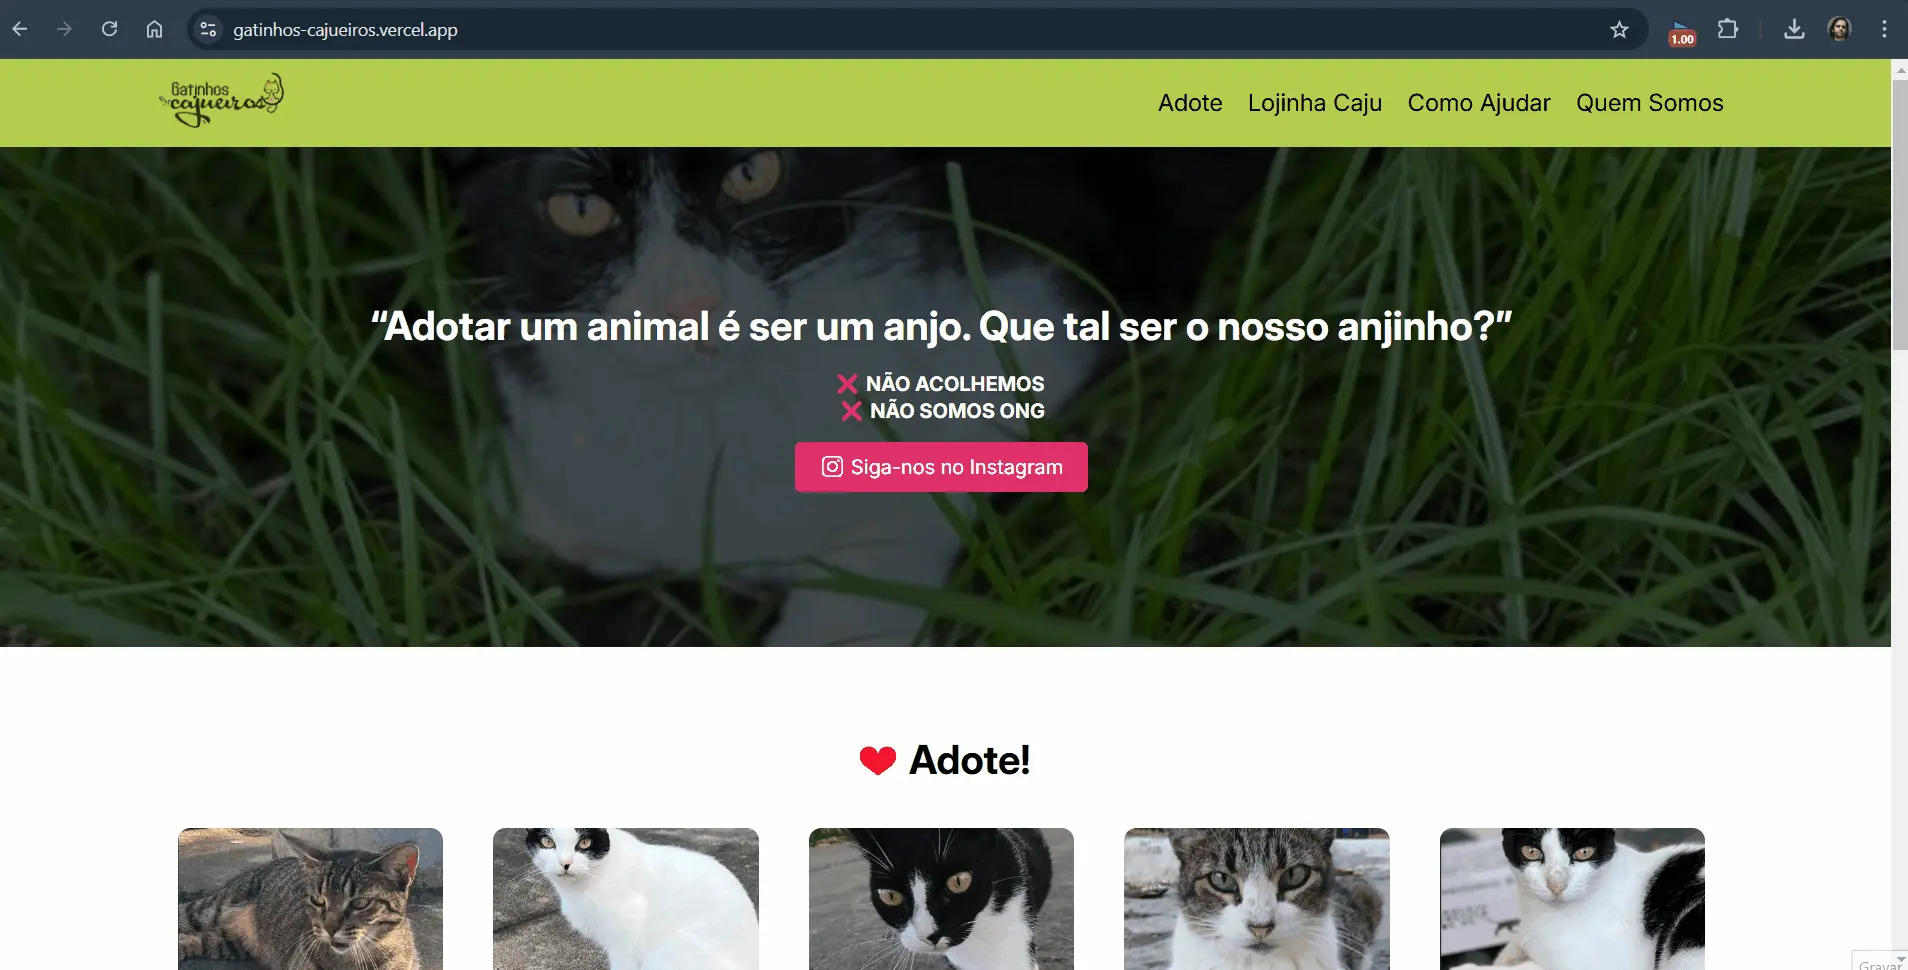 gatinhos-cajueiros.vercel.app
1.00
Gatinhos
cajueiros
Adote Lojinha Caju Como Ajudar Quem Somos
“Adotar um animal é ser um anjo. Que tal ser o nosso anjinho?”
❌ NÃO ACOLHEMOS
❌ NÃO SOMOS ONG
Siga-nos no Instagram
❤ Adote!
Gravar